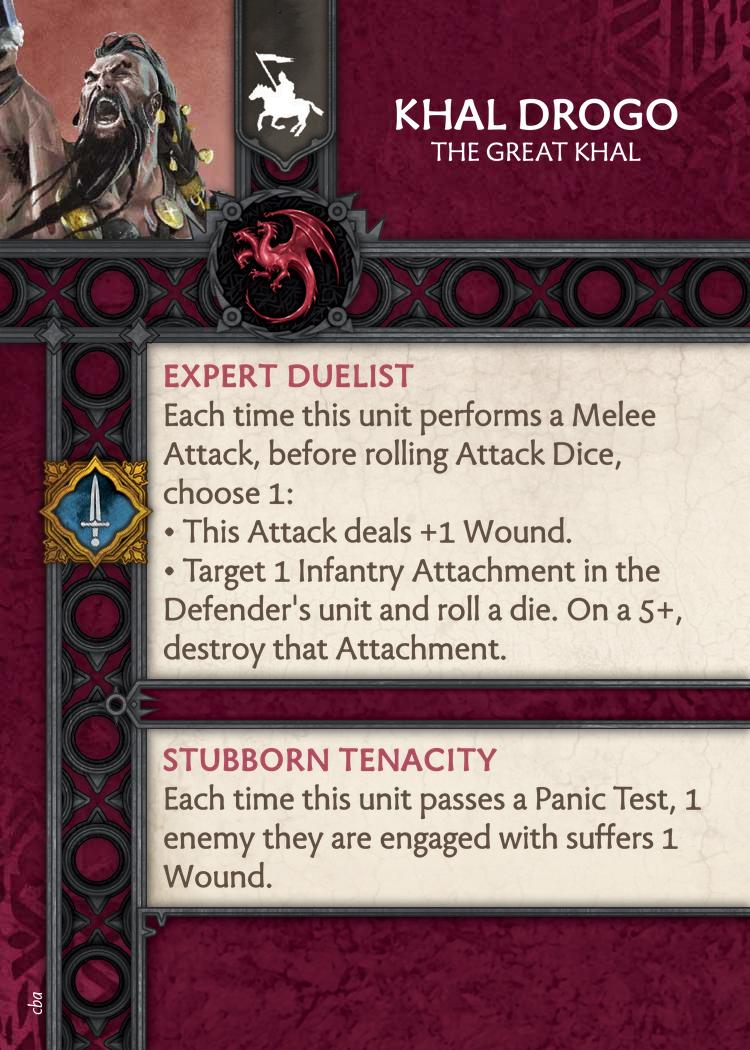 KHAL DROGO
THE GREAT KHAL
EXPERT DUELIST
Each time this unit performs a Melee
Attack, before rolling Attack Dice,
choose 1:
• This Attack deals +1 Wound.
• Target 1 Infantry Attachment in the
Defender's unit and roll a die. On a 5+,
destroy that Attachment.
STUBBORN TENACITY
Each time this unit passes a Panic Test, 1
enemy they are engaged with suffers 1
Wound.
cba